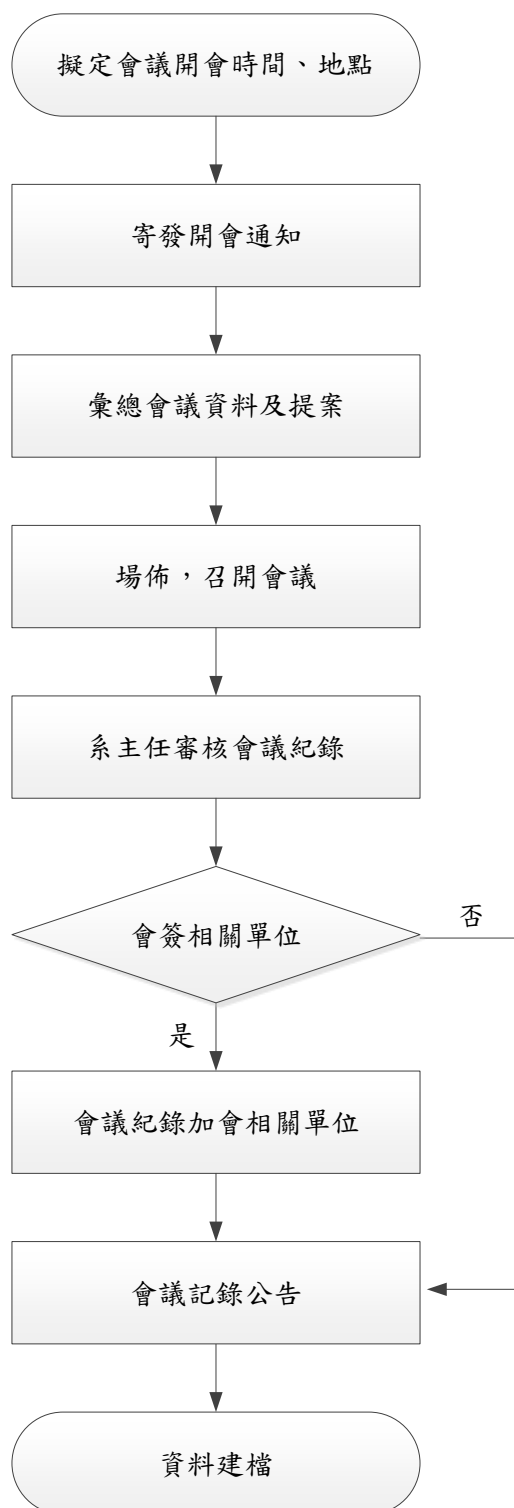 擬定會議開會時間、地點
寄發開會通知
彙總會議資料及提案
場佈，召開會議
系主任審核會議紀錄
會簽相關單位
否
是
會議紀錄加會相關單位
會議記錄公告
資料建檔